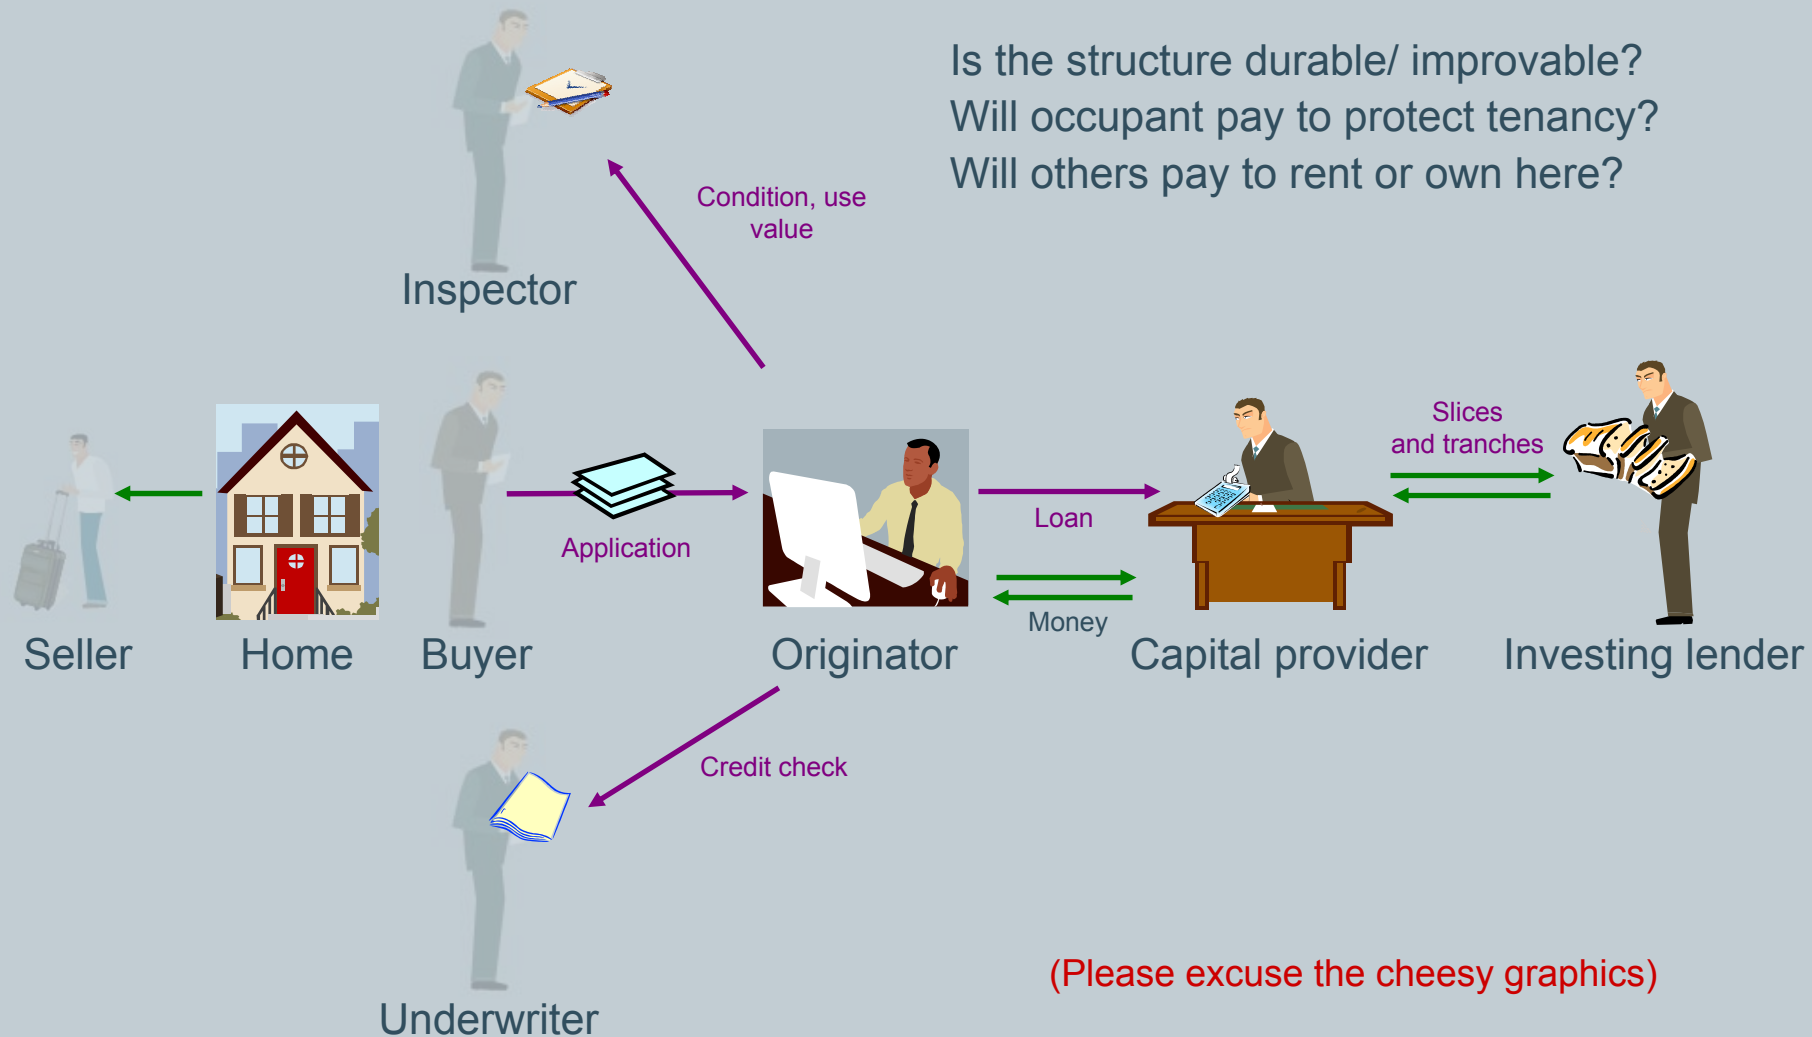 Is the structure durable/ improvable?
Will occupant pay to protect tenancy?
Will others pay to rent or own here?
Condition, use
value
Inspector
Slices
and tranches
Application
Loan
Money
Seller
Home
Buyer
Originator
Capital provider
Investing lender
Credit check
(Please excuse the cheesy graphics)
Underwriter